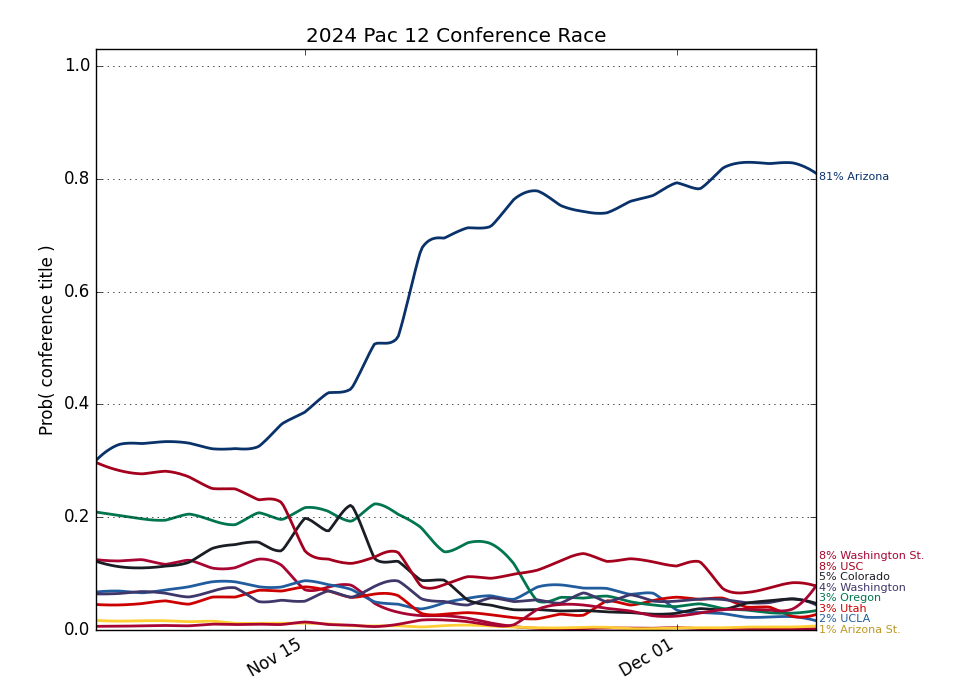 2024 Pac 12 Conference Race
Prob( conference title )
1.0
0.8
0.6
0.4
0.2
0.0
Nov 15
Dec 01
81% Arizona
8% Washington St.
8% USC
5% Colorado
4% Washington
3% Oregon
3% Utah
2% UCLA
1% Arizona St.